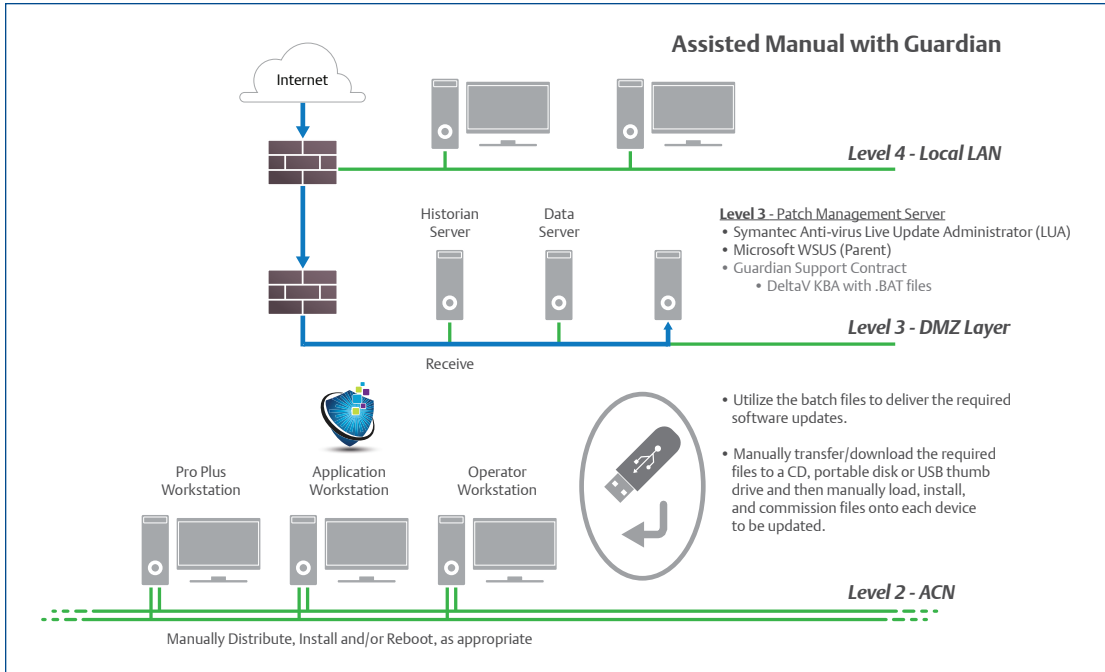 Assisted Manual with Guardian
Internet
Level 4 - Local LAN
Historian
Server
Data
Server
Level 3 - Patch Management Server
• Symantec Anti-virus Live Update Administrator (LUA)
• Microsoft WSUS (Parent)
• Guardian Support Contract
• DeltaV KBA with .BAT files
Level 3 - DMZ Layer
Receive
• Utilize the batch files to deliver the required
software updates.
• Manually transfer/download the required
files to a CD, portable disk or USB thumb
drive and then manually load, install,
and commission files onto each device
to be updated.
Pro Plus
Workstation
Application
Workstation
Operator
Workstation
Level 2 - ACN
Manually Distribute, Install and/or Reboot, as appropriate